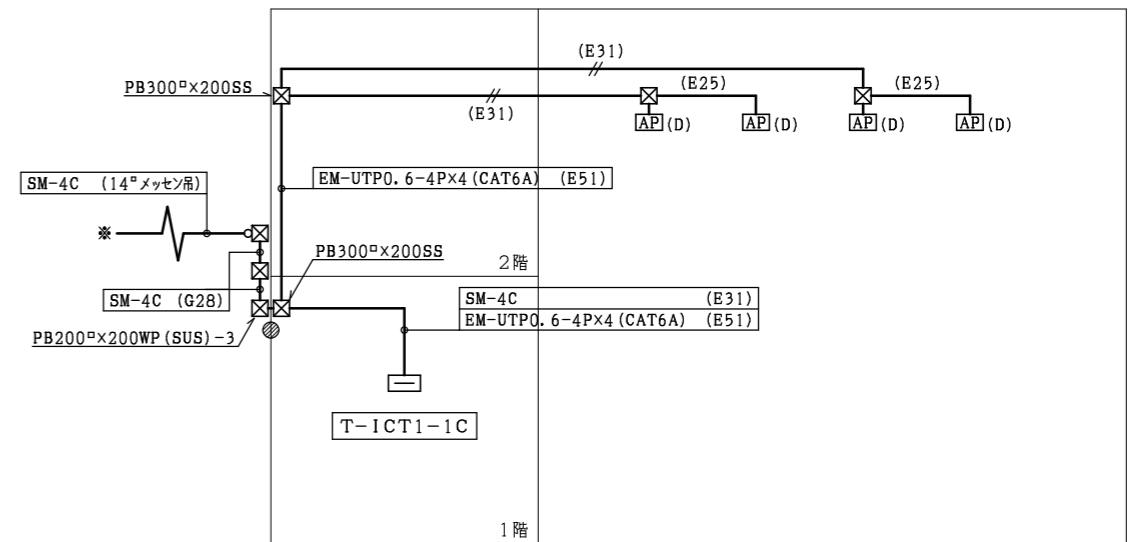 (E31)
PB300□×200SS
(E25)
(E25)
(E31)
AP(D)
AP(D)
AP(D)
AP(D)
SM-4C (14□メッセン吊)
EM-UTP0.6-4P×4(CAT6A) (E51)
※
PB300□×200SS
2階
SM-4C (G28)
SM-4C (E31)
EM-UTP0.6-4P×4(CAT6A) (E51)
PB200□×200WP(SUS)-3
T-ICT1-1C
1階